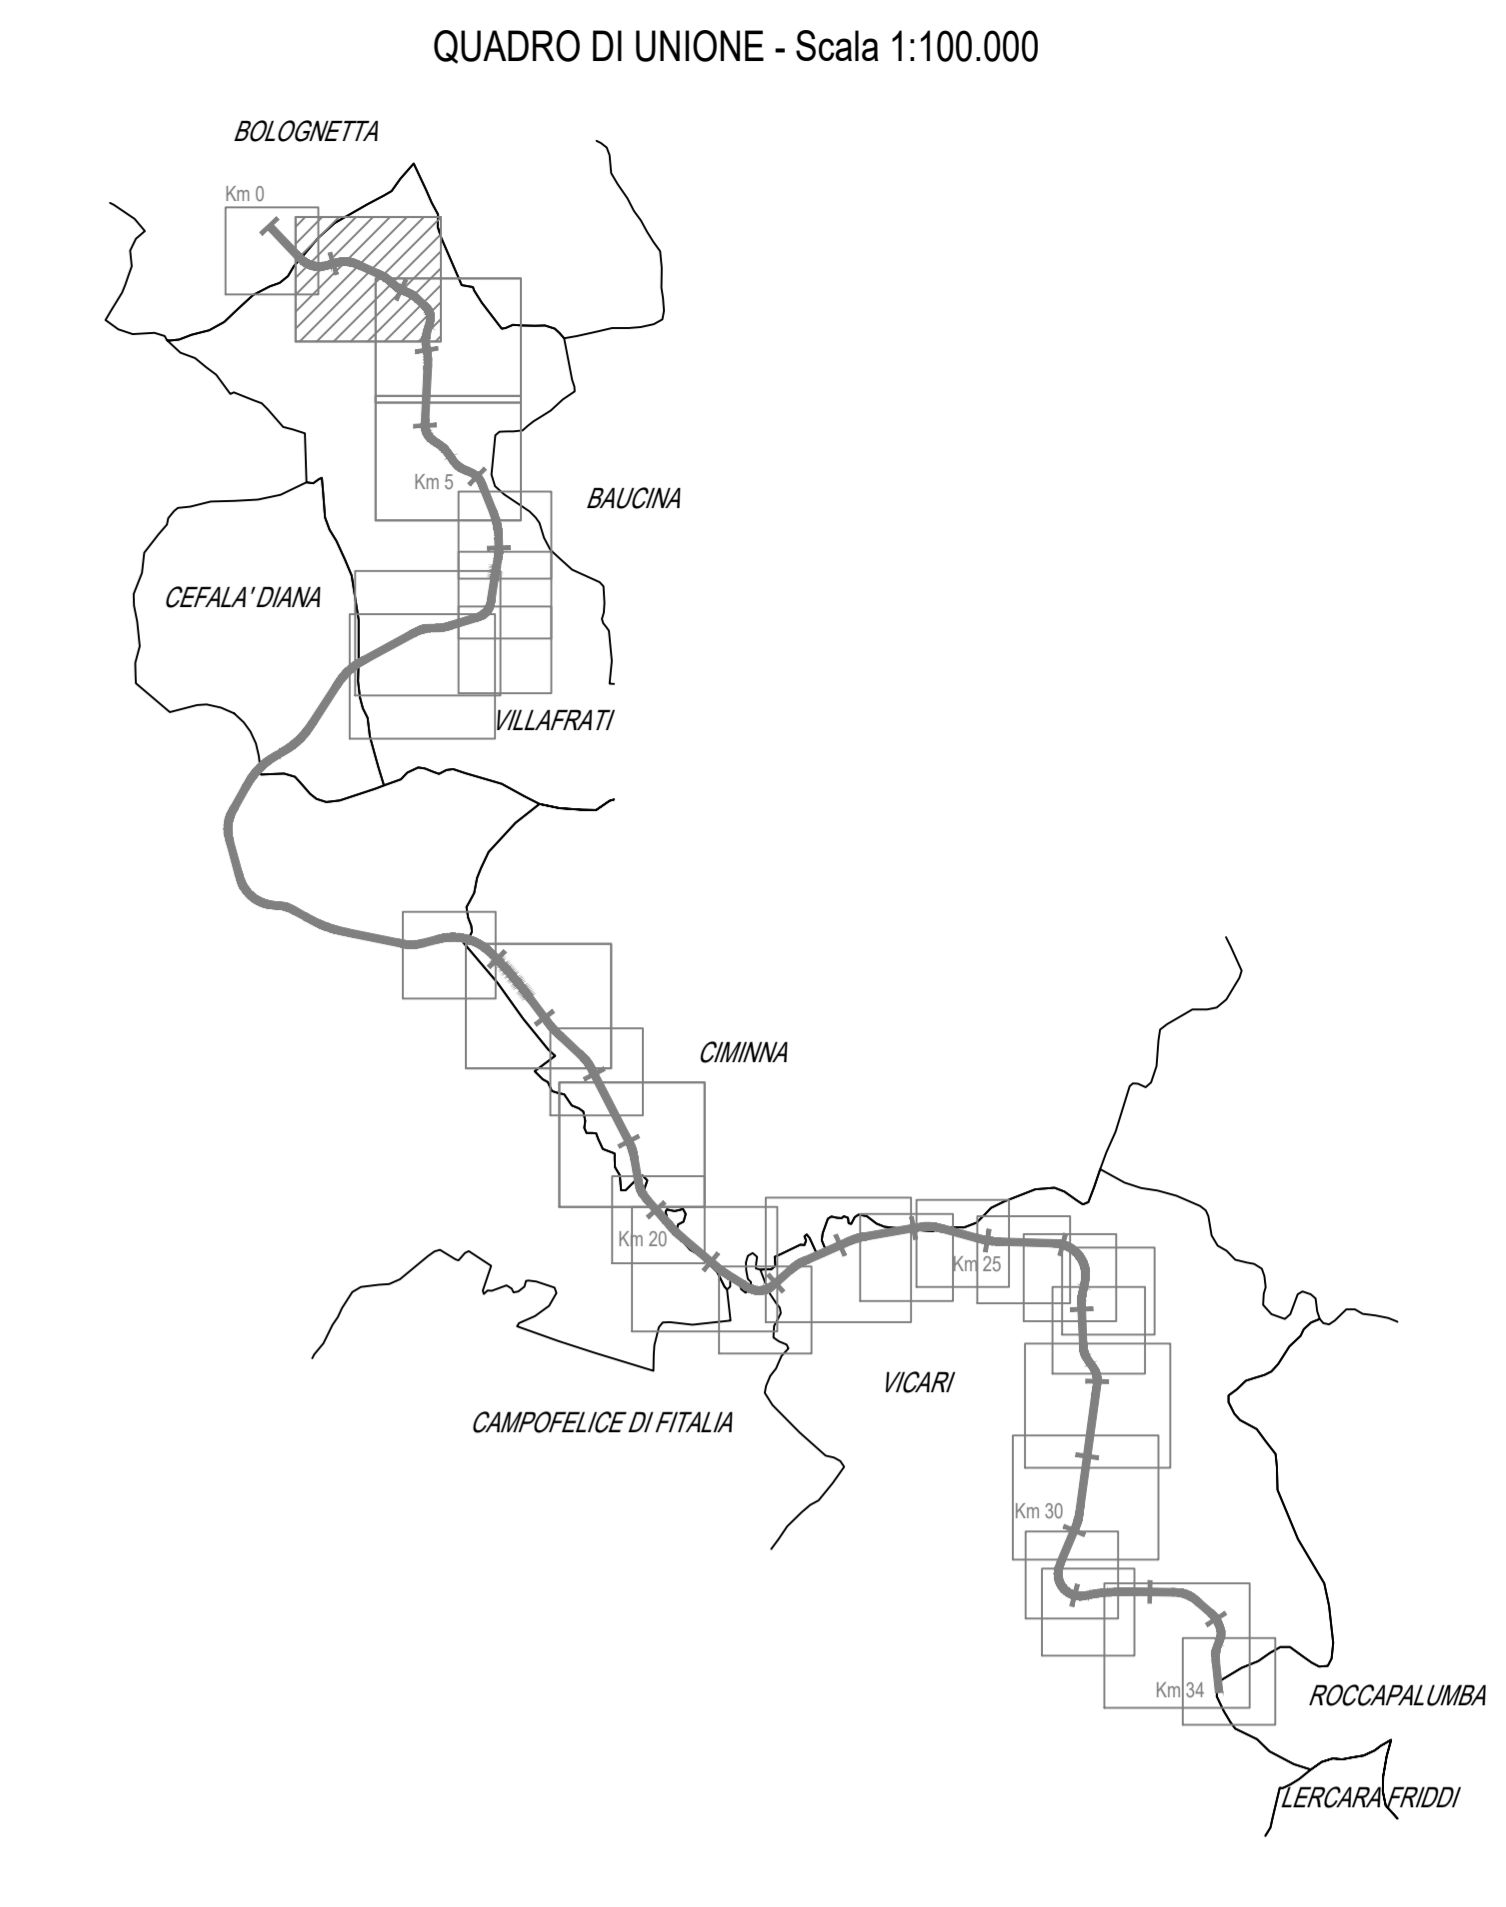 QUADRO DI UNIONE - Scala 1:100.000
BOLOGNETTA
Km 0
Km 5
BAUCINA
CEFALA' DIANA
VILLAFRATI
CIMINNA
Km 20
Km 25
VICARI
CAMPOFELICE DI FITALIA
Km 30
Km 34
ROCCAPALUMBA
LERCARA FRIDDI